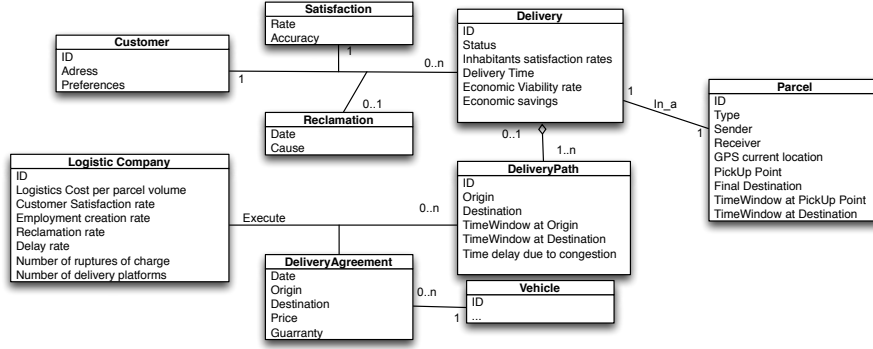 Satisfaction
Rate
Accuracy
1
Customer
ID
Adress
Preferences
1
0..n
0..1
Reclamation
Date
Cause
Delivery
ID
Status
Inhabitants satisfaction rates
Delivery Time
Economic Viability rate
Economic savings
1
In_a
1
Parcel
ID
Type
Sender
Receiver
GPS current location
PickUp Point
Final Destination
TimeWindow at PickUp Point
TimeWindow at Destination
0..1
1..n
Logistic Company
ID
Logistics Cost per parcel volume
Customer Satisfaction rate
Employment creation rate
Reclamation rate
Delay rate
Number of ruptures of charge
Number of delivery platforms
Execute
0..n
DeliveryPath
ID
Origin
Destination
TimeWindow at Origin
TimeWindow at Destination
Time delay due to congestion
DeliveryAgreement
Date
Origin
Destination
Price
Guarranty
0..n
1
Vehicle
ID
...